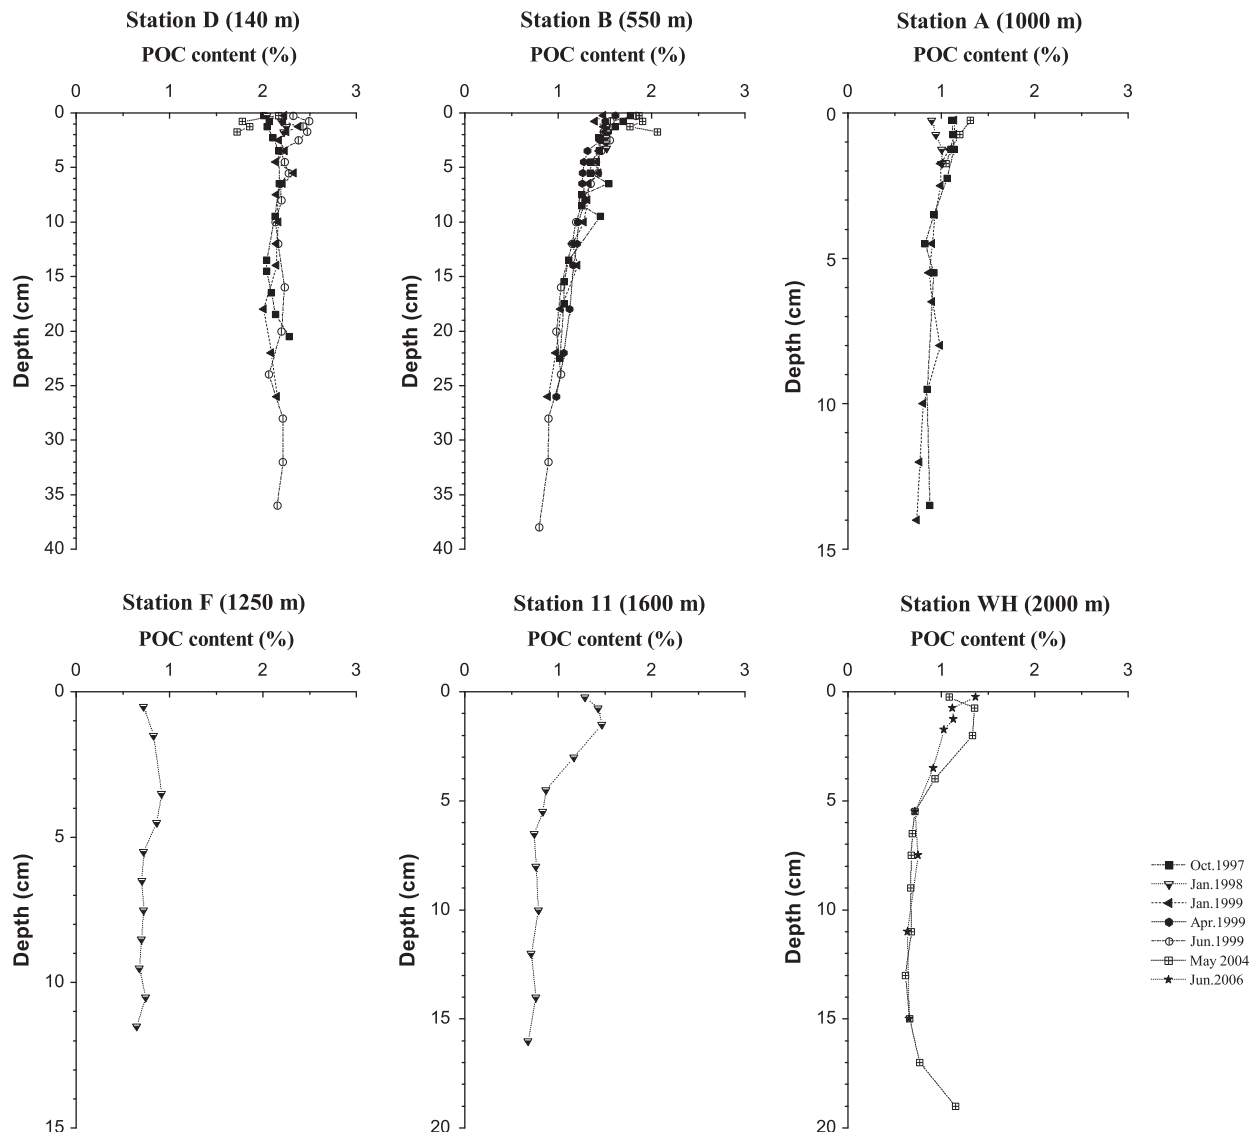 Station D (140 m)
POC content (%)
0 1 2 3
0
5
10
15
20
25
30
35
40
Depth (cm)
Station B (550 m)
POC content (%)
0 1 2 3
0
5
10
15
20
25
30
35
40
Depth (cm)
Station A (1000 m)
POC content (%)
0 1 2 3
0
5
10
15
Depth (cm)
Station F (1250 m)
POC content (%)
0 1 2 3
0
5
10
15
Depth (cm)
Station 11 (1600 m)
POC content (%)
0 1 2 3
0
5
10
15
20
Depth (cm)
Station WH (2000 m)
POC content (%)
0 1 2 3
0
5
10
15
20
Depth (cm)
Oct.1997
Jan.1998
Jan.1999
Apr.1999
Jun.1999
May 2004
Jun.2006